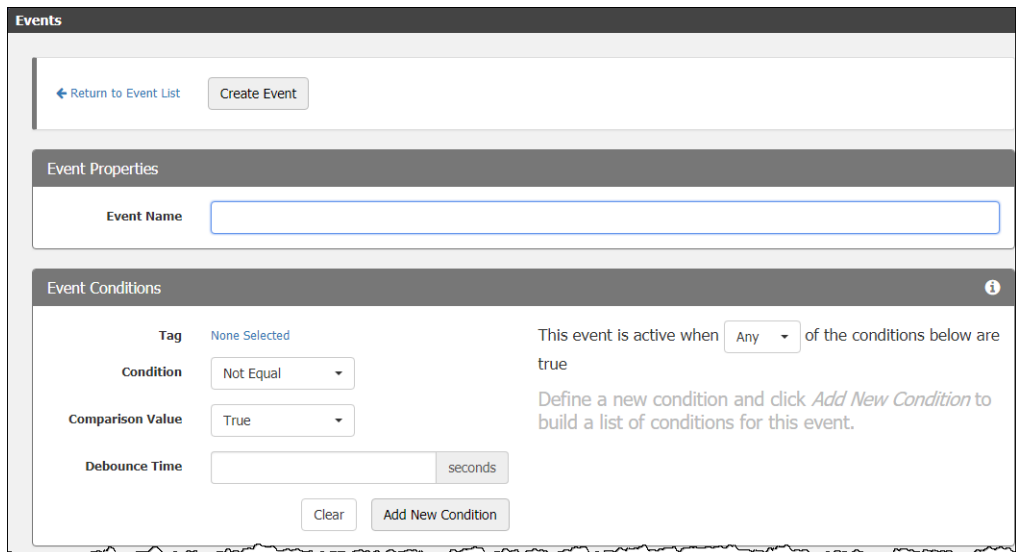 Events
Return to Event List
Create Event
Event Properties
Event Name
Event Conditions
Tag
None Selected
Condition
Not Equal
Comparison Value
True
Debounce Time
seconds
Clear
Add New Condition
This event is active when Any of the conditions below are
true
Define a new condition and click Add New Condition to
build a list of conditions for this event.